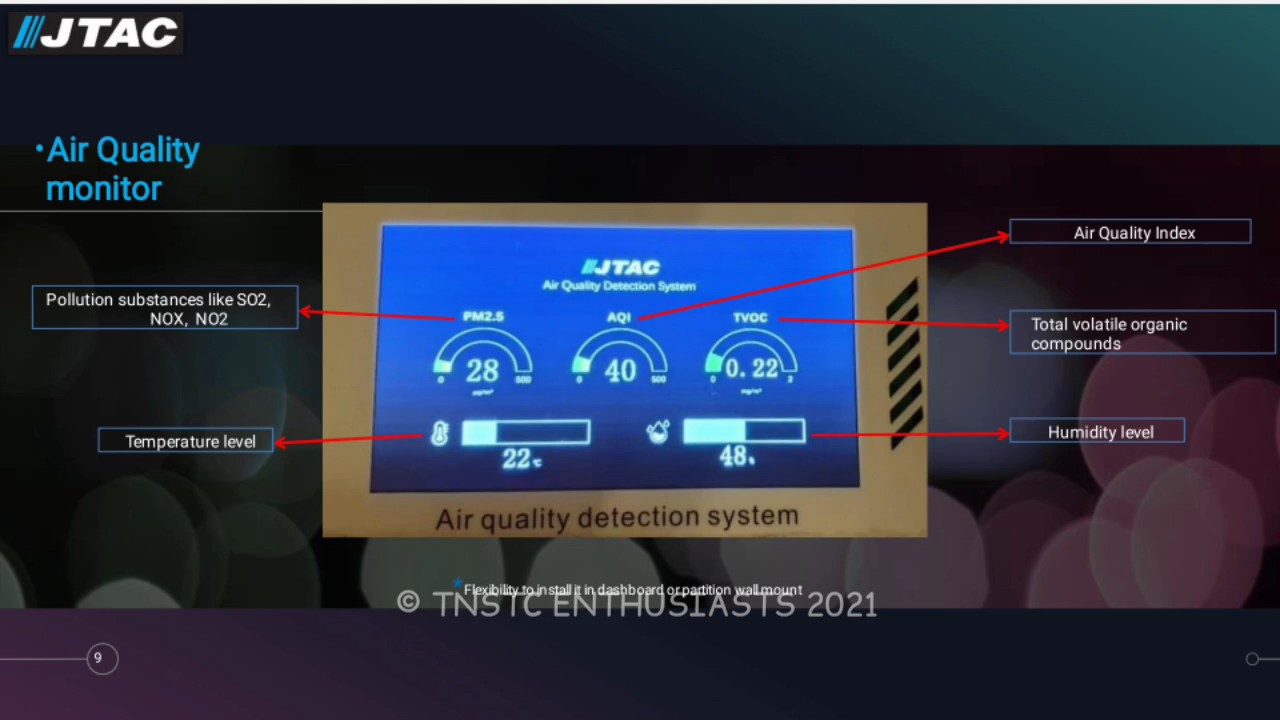 JTAC
•Air Quality
monitor
Pollution substances like SO2,
NOX, NO2
Temperature level
JTAC
Air Quality Detection System
PM2.5
AQI
TVOC
28
40
0.22
0
500
0
500
0
2
22℃
48
Air quality detection system
Air Quality Index
Total volatile organic
compounds
Humidity level
*Flexibility to install it in dashboard or partition wall mount
© TNSTC ENTHUSIASTS 2021
9